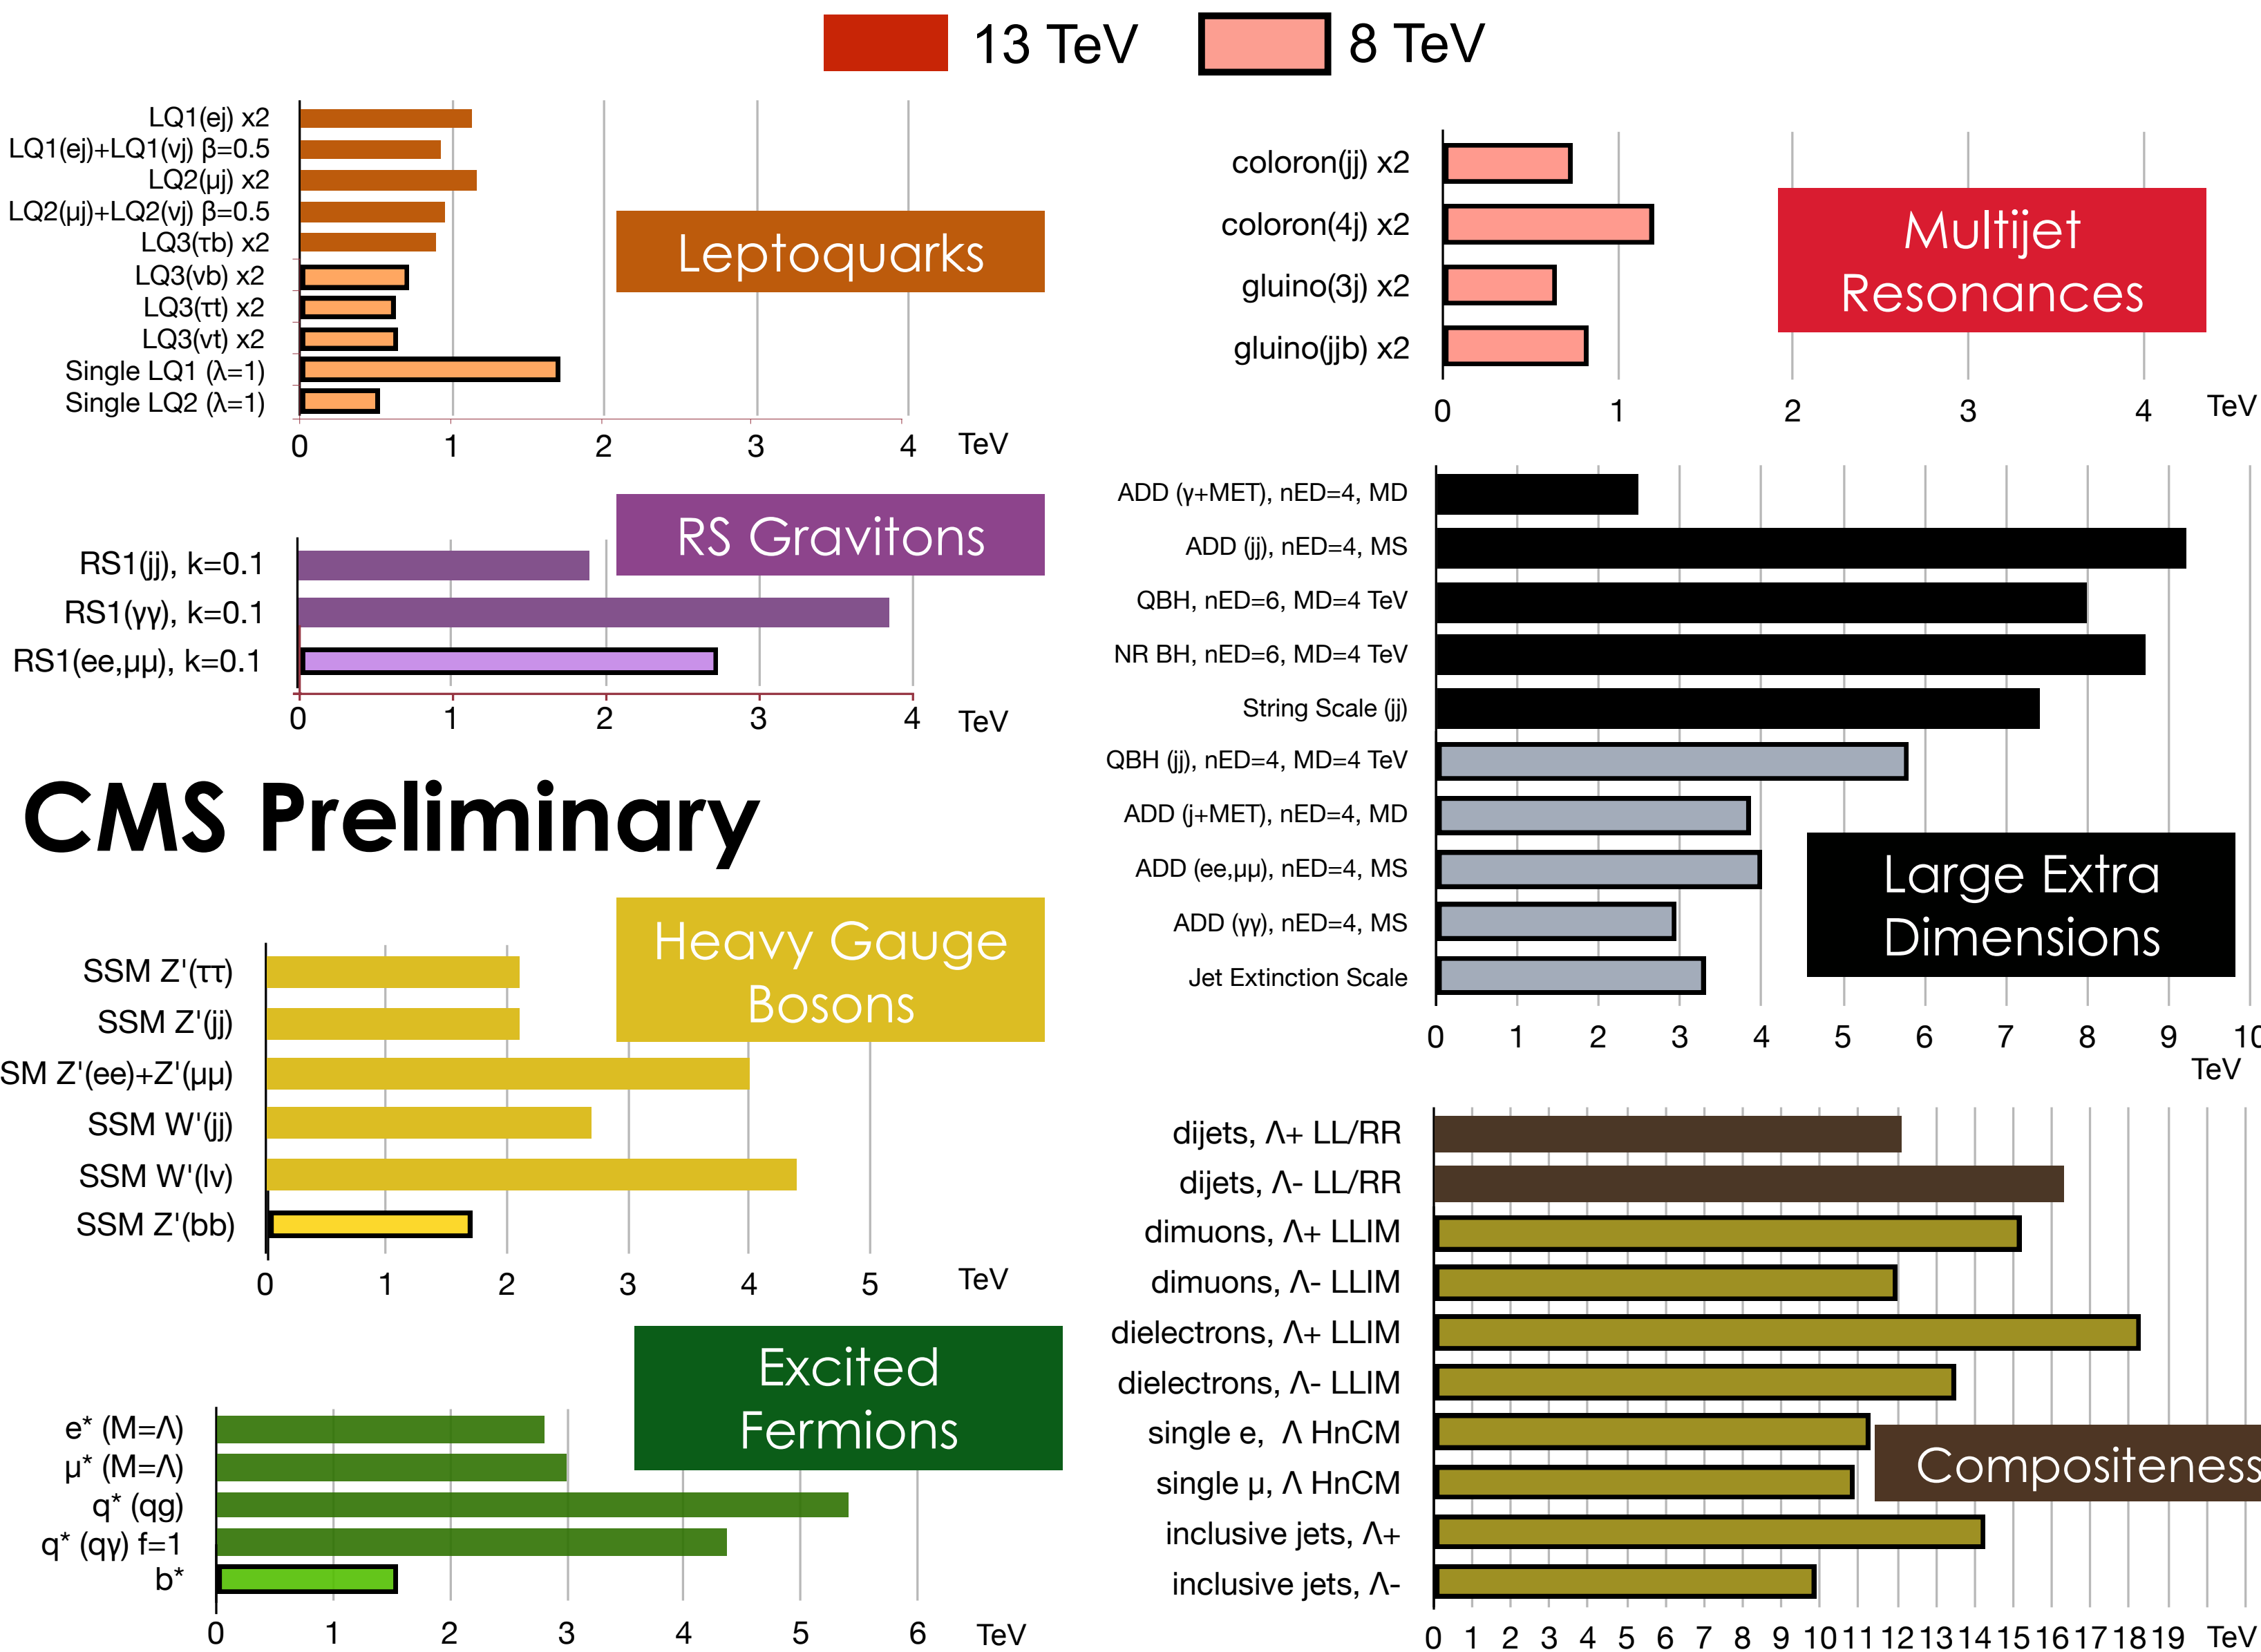 13 TeV 8 TeV
LQ1(ej) x2
LQ1(ej)+LQ1(νj) β=0.5
LQ2(μj) x2
LQ2(μj)+LQ2(νj) β=0.5
LQ3(τb) x2
LQ3(νb) x2
LQ3(τt) x2
LQ3(νt) x2
Single LQ1 (λ=1)
Single LQ2 (λ=1)
0 1 2 3 4 TeV
Leptoquarks
RS Gravitons
RS1(jj), k=0.1
RS1(γγ), k=0.1
RS1(ee,μμ), k=0.1
0 1 2 3 4 TeV
CMS Preliminary
Heavy Gauge
Bosons
SSM Z'(ττ)
SSM Z'(jj)
SM Z'(ee)+Z'(μμ)
SSM W'(jj)
SSM W'(lv)
SSM Z'(bb)
0 1 2 3 4 5 TeV
Excited
Fermions
e* (M=Λ)
μ* (M=Λ)
q* (qg)
q* (qγ) f=1
b*
0 1 2 3 4 5 6 TeV
coloron(jj) x2
coloron(4j) x2
gluino(3j) x2
gluino(jjb) x2
0 1 2 3 4 TeV
Multijet
Resonances
ADD (γ+MET), nED=4, MD
ADD (jj), nED=4, MS
QBH, nED=6, MD=4 TeV
NR BH, nED=6, MD=4 TeV
String Scale (jj)
QBH (jj), nED=4, MD=4 TeV
ADD (j+MET), nED=4, MD
ADD (ee,μμ), nED=4, MS
ADD (γγ), nED=4, MS
Jet Extinction Scale
0 1 2 3 4 5 6 7 8 9 10
TeV
Large Extra
Dimensions
dijets, Λ+ LL/RR
dijets, Λ- LL/RR
dimuons, Λ+ LLIM
dimuons, Λ- LLIM
dielectrons, Λ+ LLIM
dielectrons, Λ- LLIM
single e, Λ HnCM
single μ, Λ HnCM
inclusive jets, Λ+
inclusive jets, Λ-
Compositeness
0 1 2 3 4 5 6 7 8 9 10 11 12 13 14 15 16 17 18 19 TeV